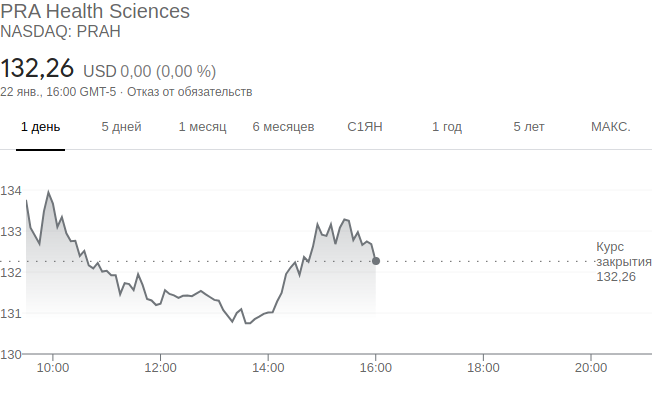 PRA Health Sciences
NASDAQ: PRAH
132,26 USD 0,00 (0,00 %)
22 янв., 16:00 GMT-5 · Отказ от обязательств
1 день 5 дней 1 месяц 6 месяцев С1ЯН 1 год 5 лет МАКС.
134
133
Курс
закрытия
132,26
132
131
130
10:00 12:00 14:00 16:00 18:00 20:00